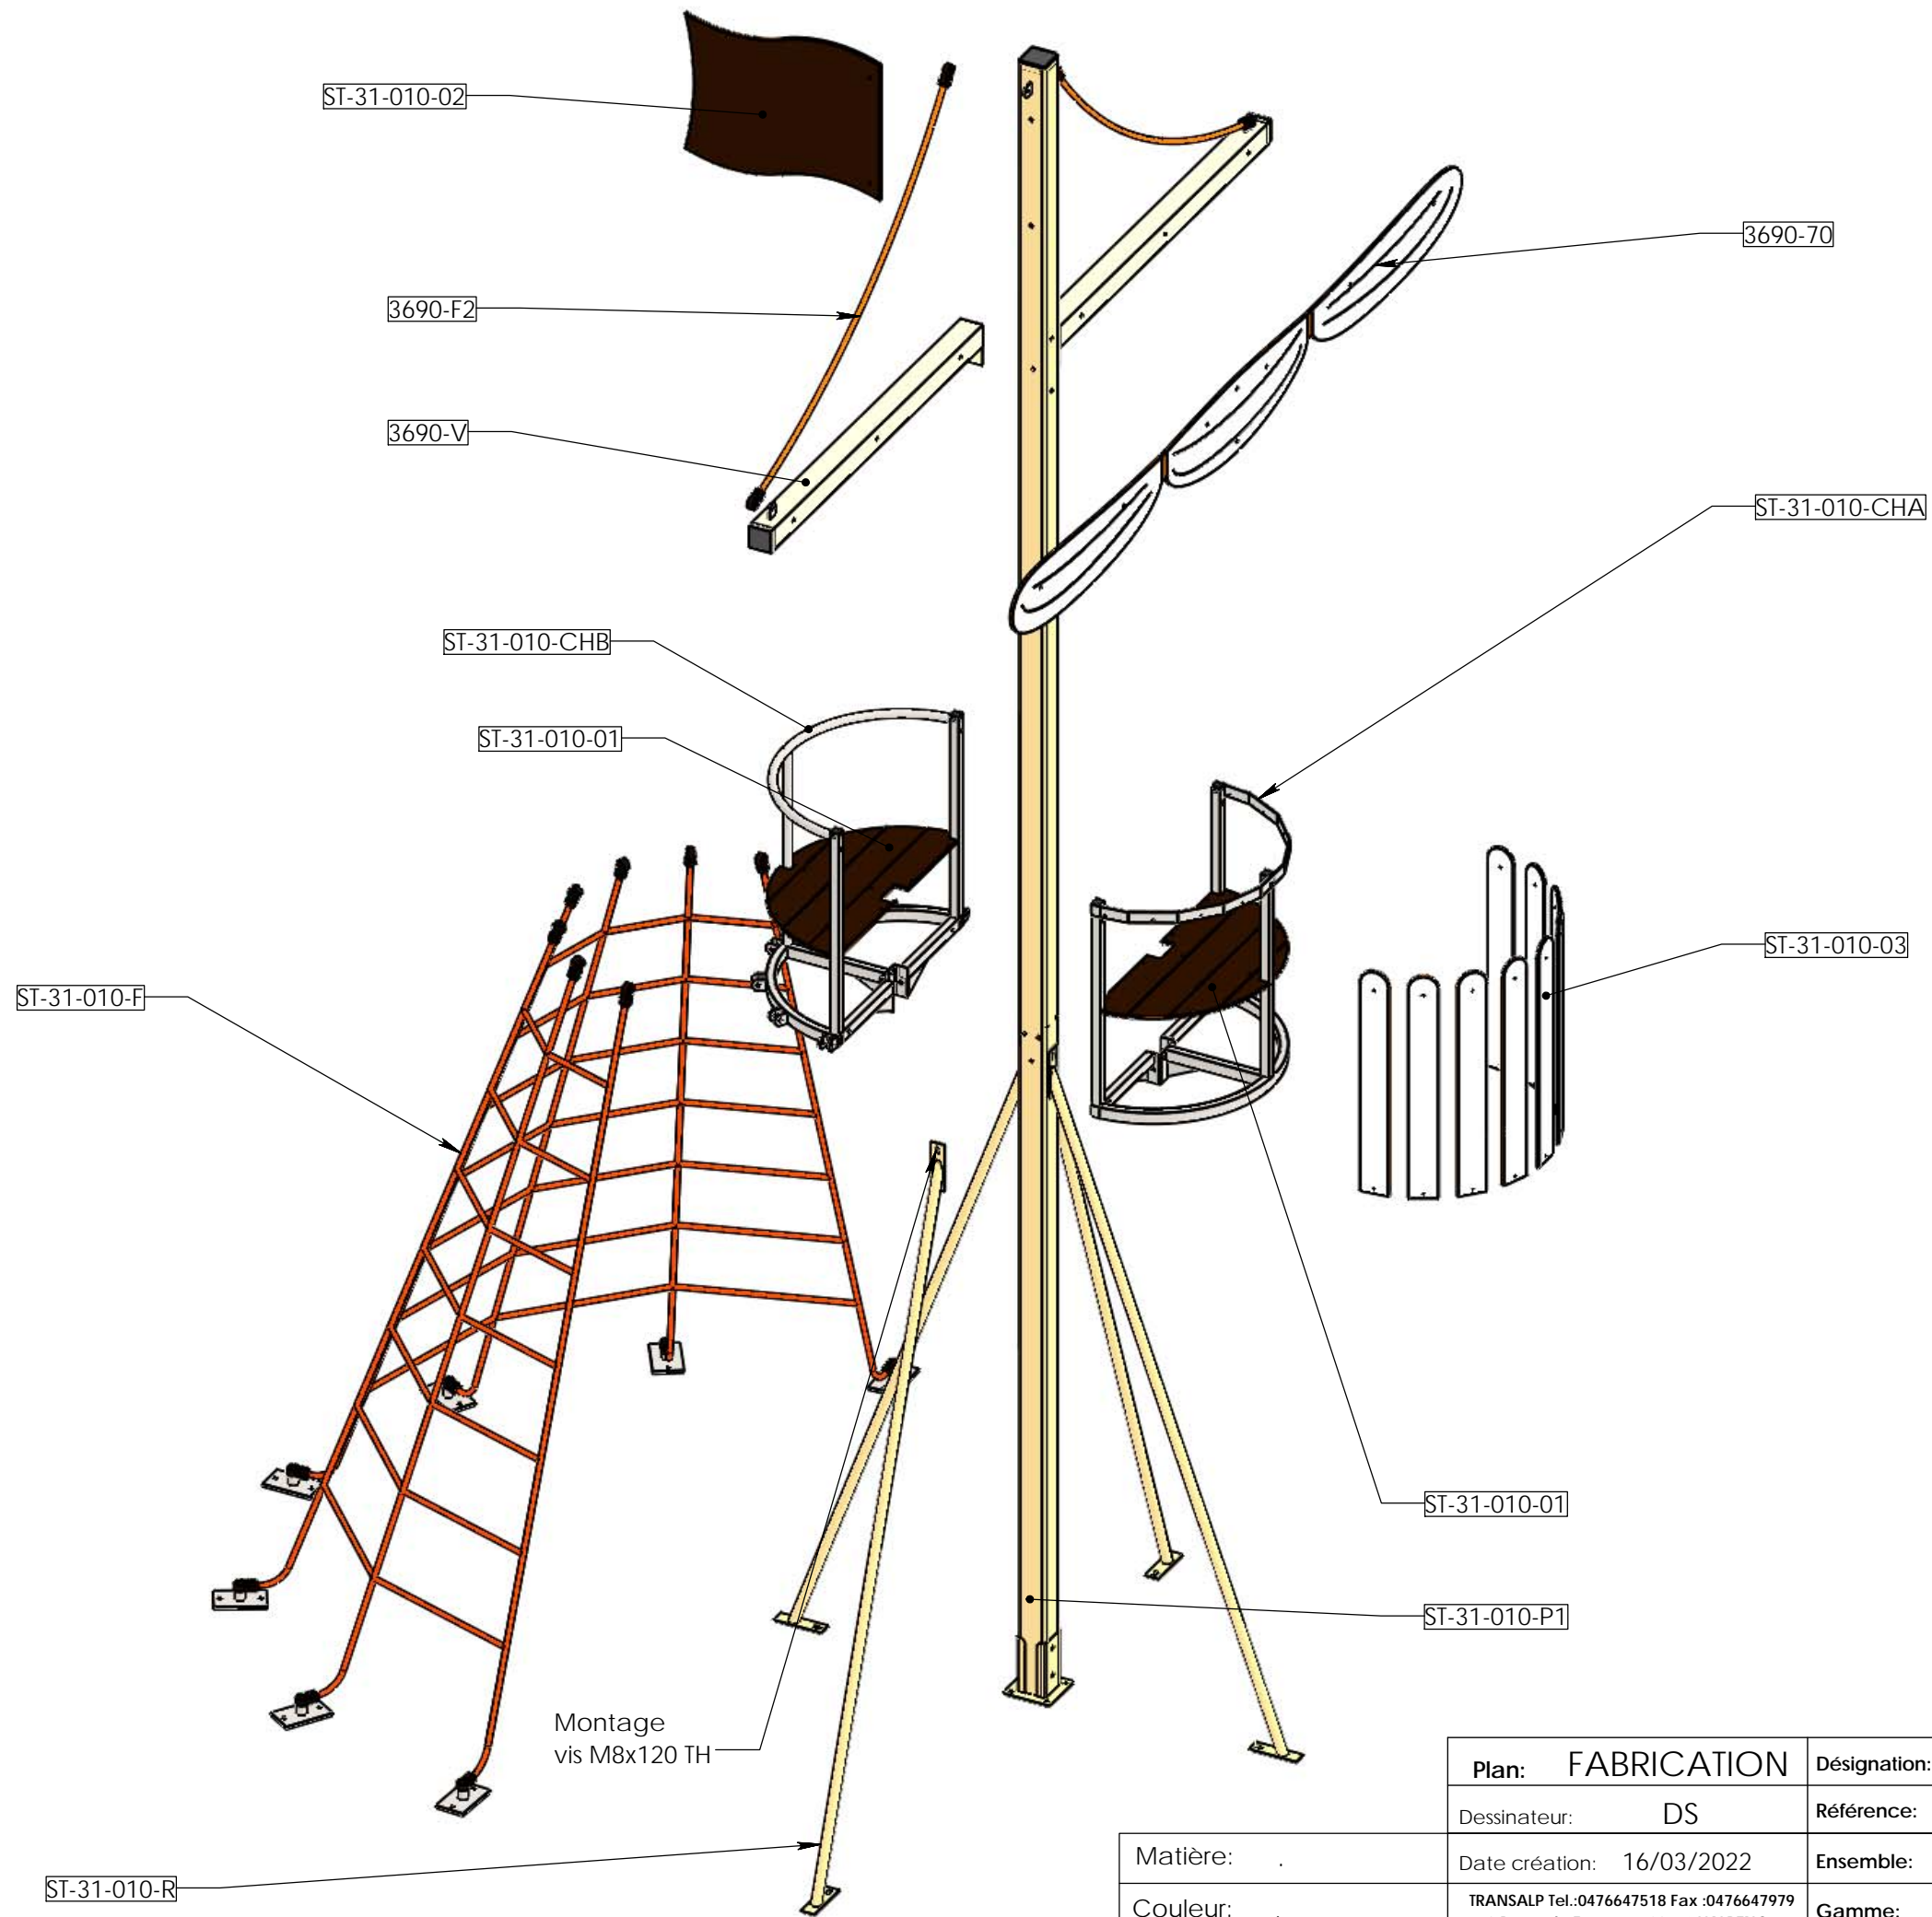 ST-31-010-02
3690-F2
3690-V
3690-70
ST-31-010-CHA
ST-31-010-CHB
ST-31-010-01
ST-31-010-03
ST-31-010-F
ST-31-010-01
ST-31-010-P1
Montage
vis M8x120 TH
ST-31-010-R
Plan: FABRICATION
Désignation:
Dessinateur: DS
Référence:
Matière: .
Date création: 16/03/2022
Ensemble:
Couleur: .
TRANSALP Tel.:0476647518 Fax :0476647979
Gamme: